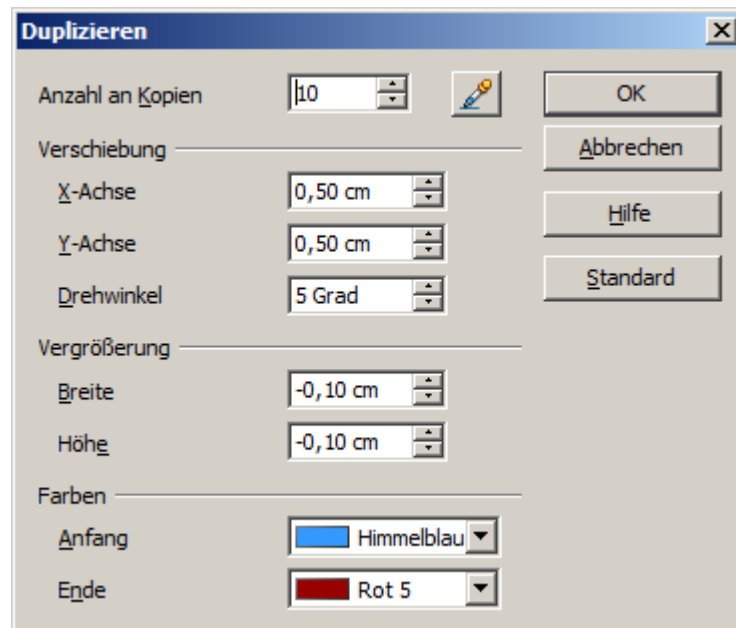 Duplizieren
Anzahl an Kopien 10 OK
Verschiebung Abbrechen
X-Achse 0,50 cm Hilfe
Y-Achse 0,50 cm
Drehwinkel 5 Grad Standard
Vergrößerung
Breite -0,10 cm
Höhe -0,10 cm
Farben
Anfang Himmelblau
Ende Rot 5